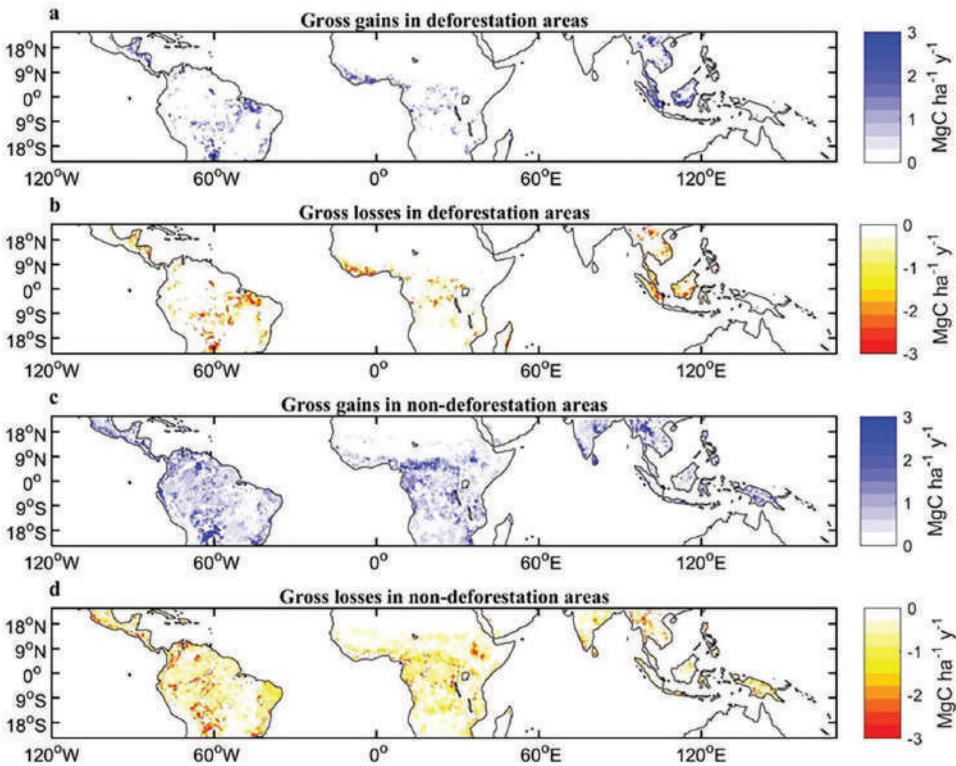 a
Gross gains in deforestation areas
18°N
9°N
0°
9°S
18°S
120°W
60°W
0°
60°E
120°E
3
2
1
0
MgC ha⁻¹ y⁻¹
b
Gross losses in deforestation areas
18°N
9°N
0°
9°S
18°S
120°W
60°W
0°
60°E
120°E
0
-1
-2
-3
MgC ha⁻¹ y⁻¹
c
Gross gains in non-deforestation areas
18°N
9°N
0°
9°S
18°S
120°W
60°W
0°
60°E
120°E
3
2
1
0
MgC ha⁻¹ y⁻¹
d
Gross losses in non-deforestation areas
18°N
9°N
0°
9°S
18°S
120°W
60°W
0°
60°E
120°E
0
-1
-2
-3
MgC ha⁻¹ y⁻¹